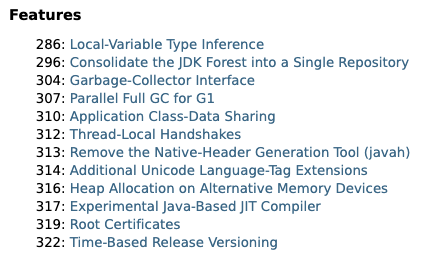 Features
286: Local-Variable Type Inference
296: Consolidate the JDK Forest into a Single Repository
304: Garbage-Collector Interface
307: Parallel Full GC for G1
310: Application Class-Data Sharing
312: Thread-Local Handshakes
313: Remove the Native-Header Generation Tool (javah)
314: Additional Unicode Language-Tag Extensions
316: Heap Allocation on Alternative Memory Devices
317: Experimental Java-Based JIT Compiler
319: Root Certificates
322: Time-Based Release Versioning